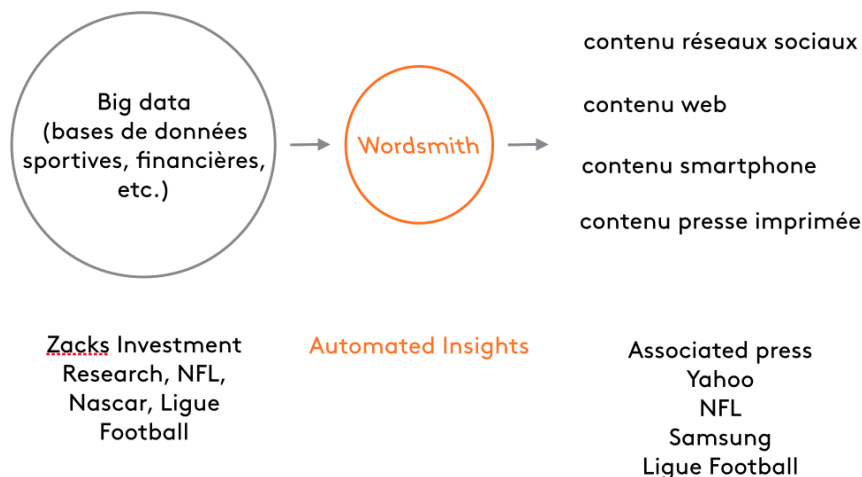 Big data
(bases de données
sportives, financières,
etc.)
Wordsmith
contenu réseaux sociaux
contenu web
contenu smartphone
contenu presse imprimée
Zacks Investment
Research, NFL,
Nascar, Ligue
Football
Automated Insights
Associated press
Yahoo
NFL
Samsung
Ligue Football